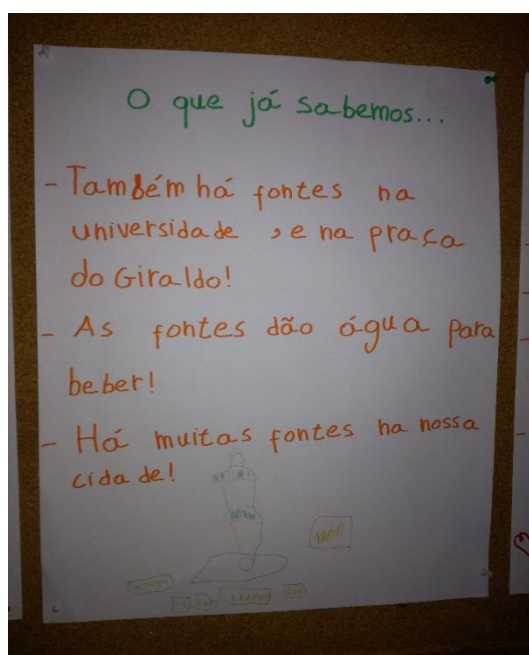 O que já sabemos...
- Também há fontes na
universidade , e na praça
do Giraldo!
- As fontes dão água para
beber!
- Há muitas fontes na nossa
cidade!